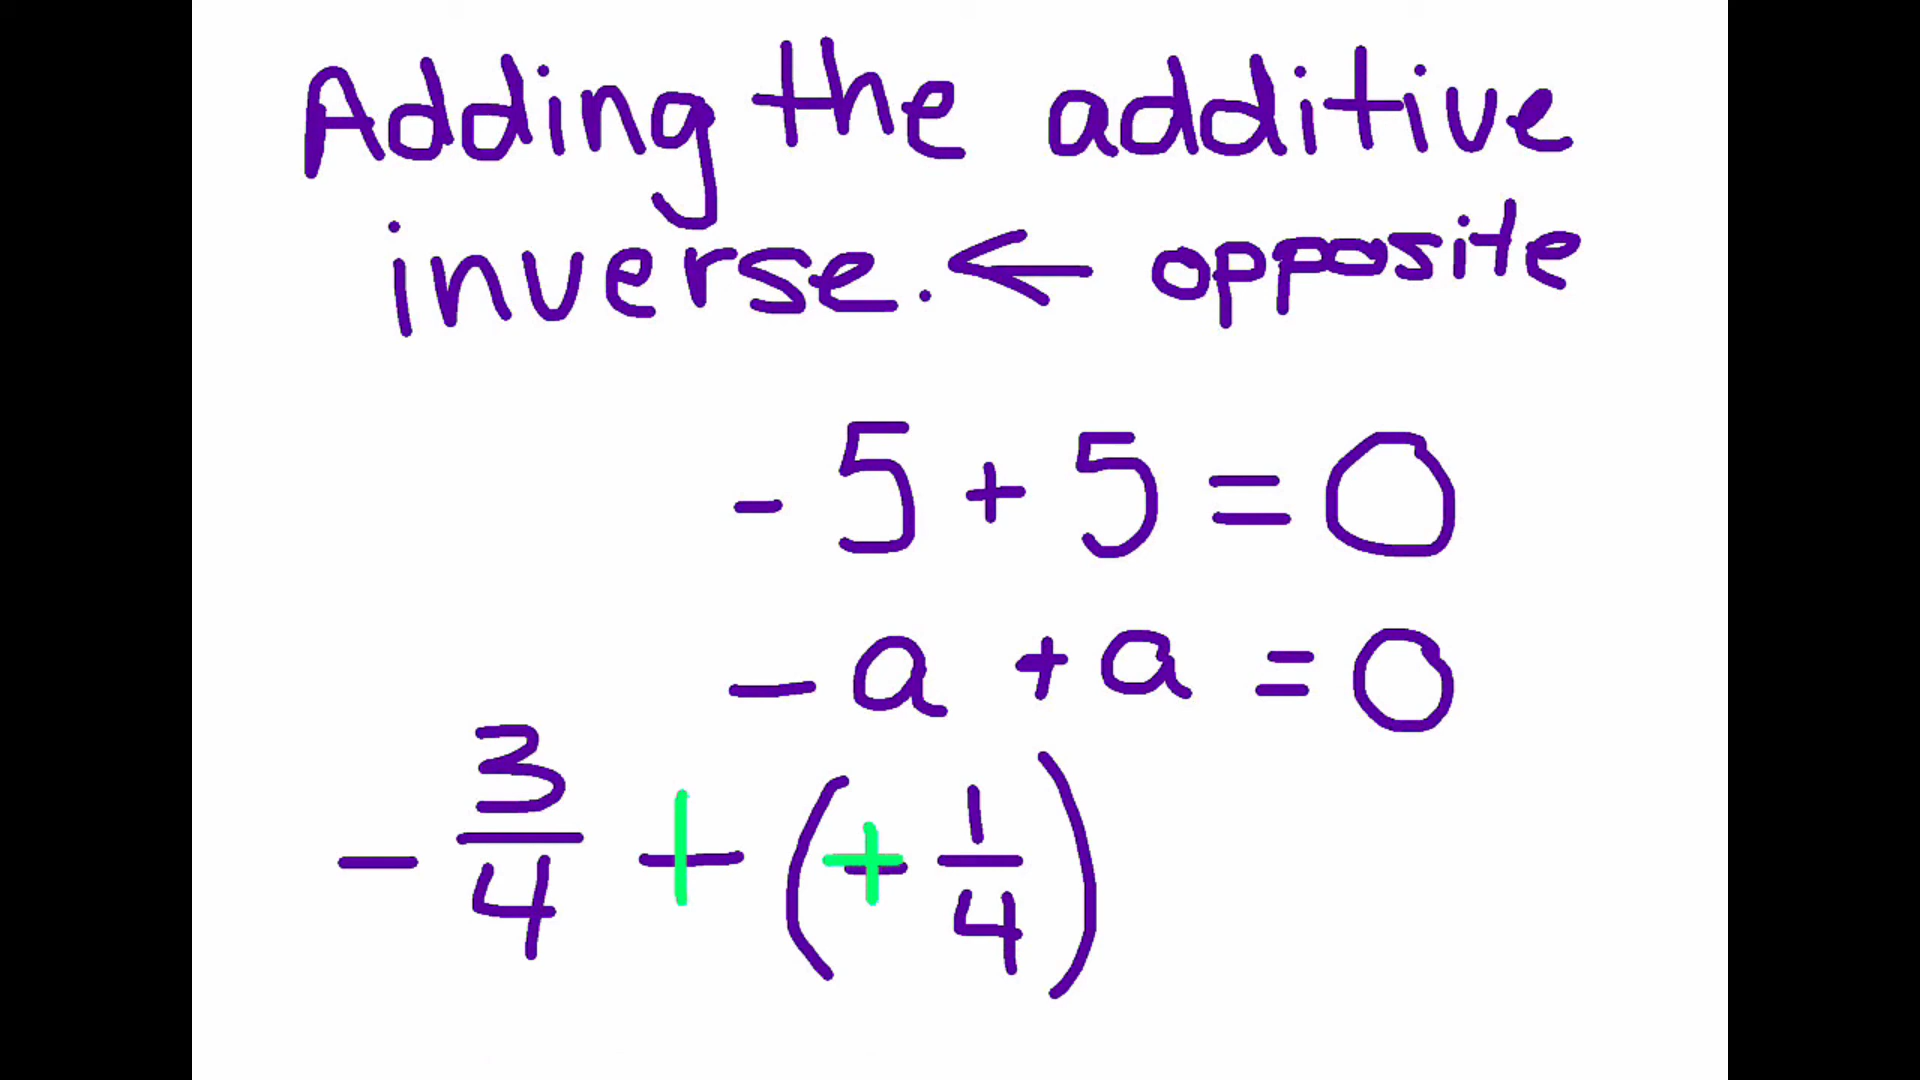 Adding the additive
inverse. ← opposite
-5 + 5 = 0
-a + a = 0
-3/4 + (+1/4)